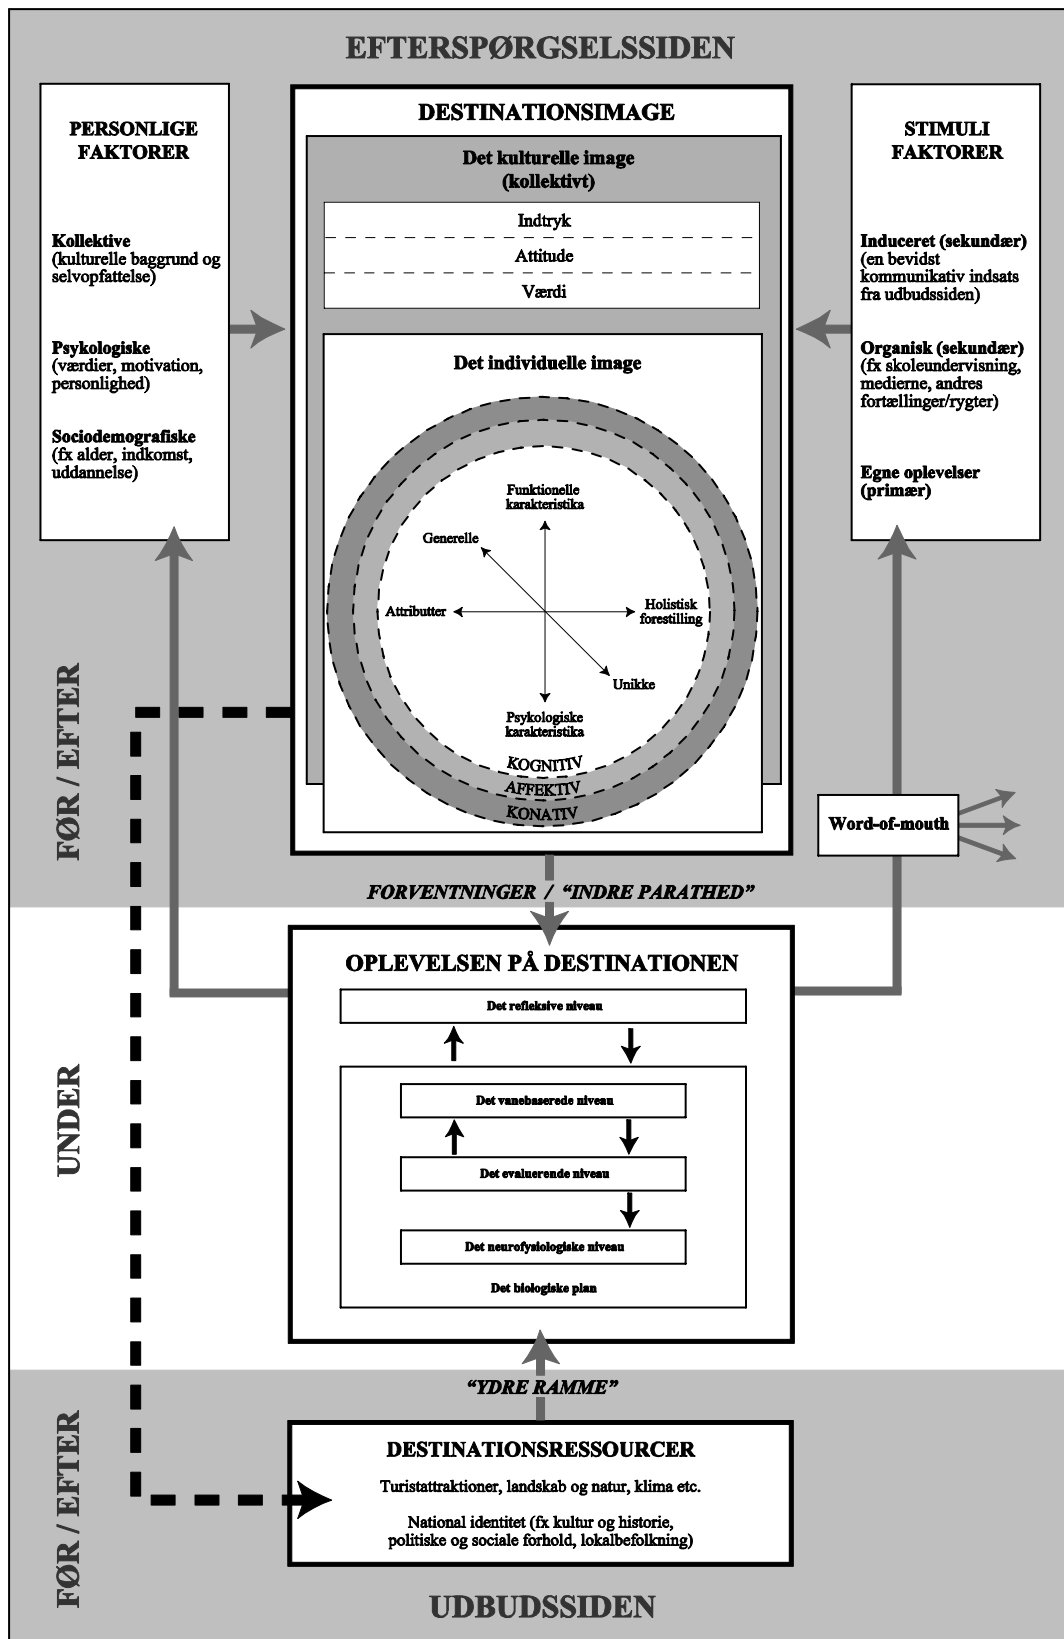 EFTERSPØRGSELSSIDEN
PERSONLIGE
FAKTORER
Kollektive
(kulturelle baggrund og
selvopfattelse)
Psykologiske
(værdier, motivation,
personlighed)
Sociodemografiske
(fx alder, indkomst,
uddannelse)
DESTINATIONSIMAGE
Det kulturelle image
(kollektivt)
Indtryk
Attitude
Værdi
Det individuelle image
Funktionelle
karakteristika
Generelle
Attributter
Holistisk
forestilling
Unikke
Psykologiske
karakteristika
KOGNITIV
AFFEKTIV
KONATIV
STIMULI
FAKTORER
Induceret (sekundær)
(en bevidst
kommunikativ indsats
fra udbudssiden)
Organisk (sekundær)
(fx skoleundervisning,
medierne, andres
fortællinger/rygter)
Egne oplevelser
(primær)
FØR / EFTER
Word-of-mouth
FORVENTNINGER / “INDRE PARATHED”
UNDER
OPLEVELSEN PÅ DESTINATIONEN
Det refleksive niveau
Det vanebaserede niveau
Det evaluerende niveau
Det neurofysiologiske niveau
Det biologiske plan
“YDRE RAMME”
FØR / EFTER
DESTINATIONSRESSOURCER
Turistattraktioner, landskab og natur, klima etc.
National identitet (fx kultur og historie,
politiske og sociale forhold, lokalbefolkning)
UDBUDSSIDEN